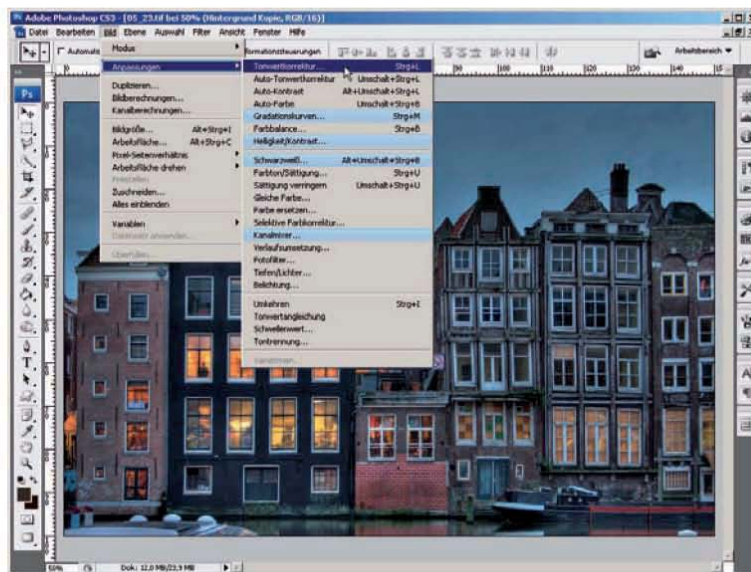 Adobe Photoshop CS3 - [05_23.tif bei 50% (Hintergrund Kopie, RGB/16)]
Datei Bearbeiten Bild Ebene Auswahl Filter Ansicht Fenster Hilfe
Automatis
formationssteuerungen
Arbeitsbereich
Modus
Anpassungen
Duplizieren...
Bildberechnungen...
Kanalberechnungen...
Bildgröße... Alt+Strg+I
Arbeitsfläche... Alt+Strg+C
Pixel-Seitenverhältnis
Arbeitsfläche drehen
Freistellen
Zuschneiden...
Alles einblenden
Variablen
Datensatz anwenden...
Überfüllen...
Tonwertkorrektur... Strg+L
Auto-Tonwertkorrektur Umschalt+Strg+L
Auto-Kontrast Alt+Umschalt+Strg+L
Auto-Farbe Umschalt+Strg+B
Gradationskurven... Strg+M
Farbbalance... Strg+B
Helligkeit/Kontrast...
Schwarzweiß... Alt+Umschalt+Strg+B
Farbton/Sättigung... Strg+U
Sättigung verringern Umschalt+Strg+U
Gleiche Farbe...
Farbe ersetzen...
Selektive Farbkorrektur...
Kanalmixer...
Verlaufsumsetzung...
Fotofilter...
Tiefen/Lichter...
Belichtung...
Umkehren Strg+I
Tonwertangleichung
Schwellenwert...
Tontrennung...
Variationen...
Ps
50% Dok: 12,0 MB/23,9 MB